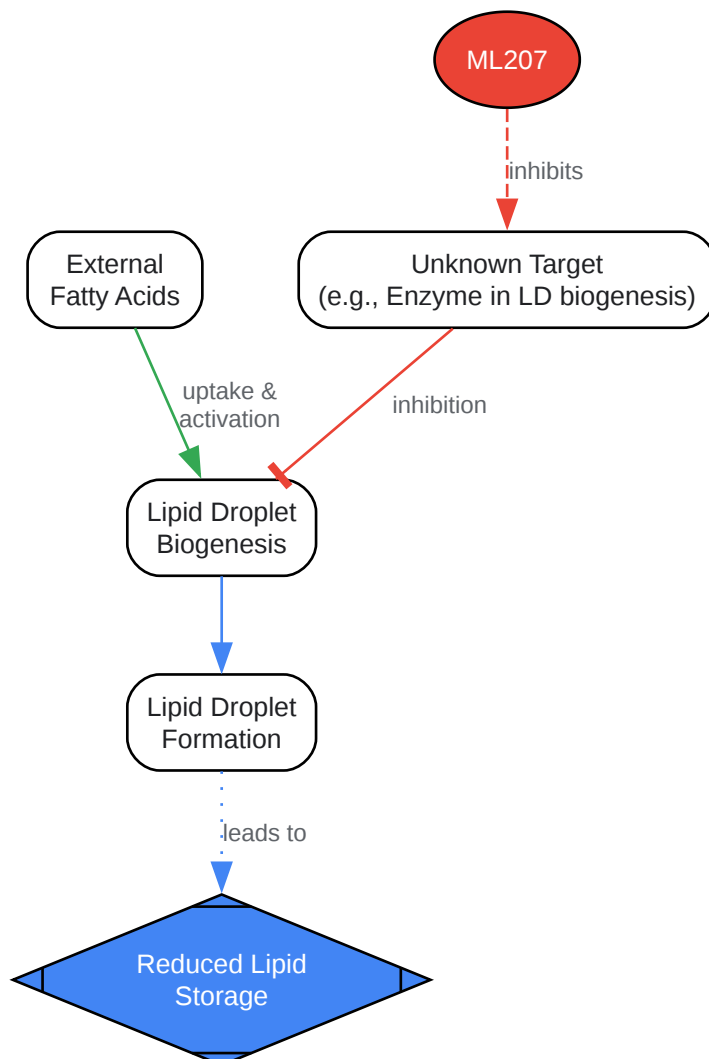 ML207
inhibits
External
Fatty Acids
Unknown Target
(e.g., Enzyme in LD biogenesis)
uptake &
activation
inhibition
Lipid Droplet
Biogenesis
Lipid Droplet
Formation
leads to
Reduced Lipid
Storage